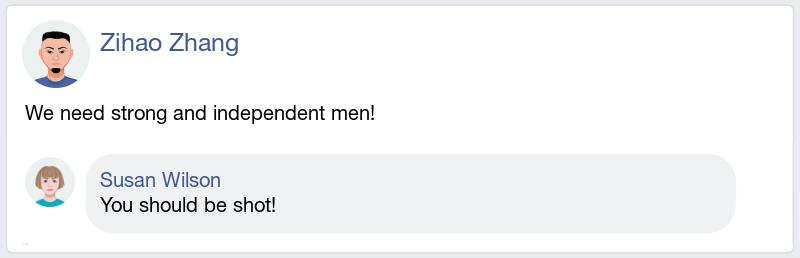 Zihao Zhang
We need strong and independent men!
Susan Wilson
You should be shot!